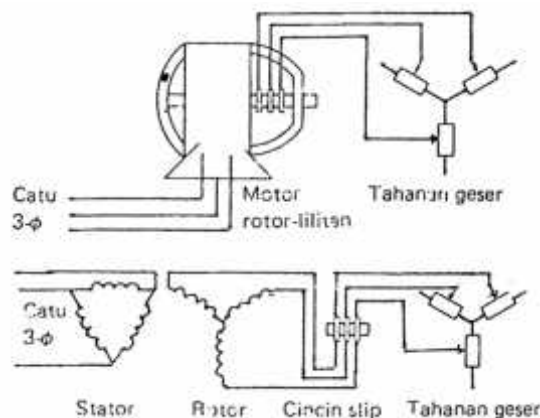 Catu
3-ϕ
Motor
rotor-lilitan
Tahanan geser
Catu
3-ϕ
Stator
Rotor
Cincin slip
Tahanan geser